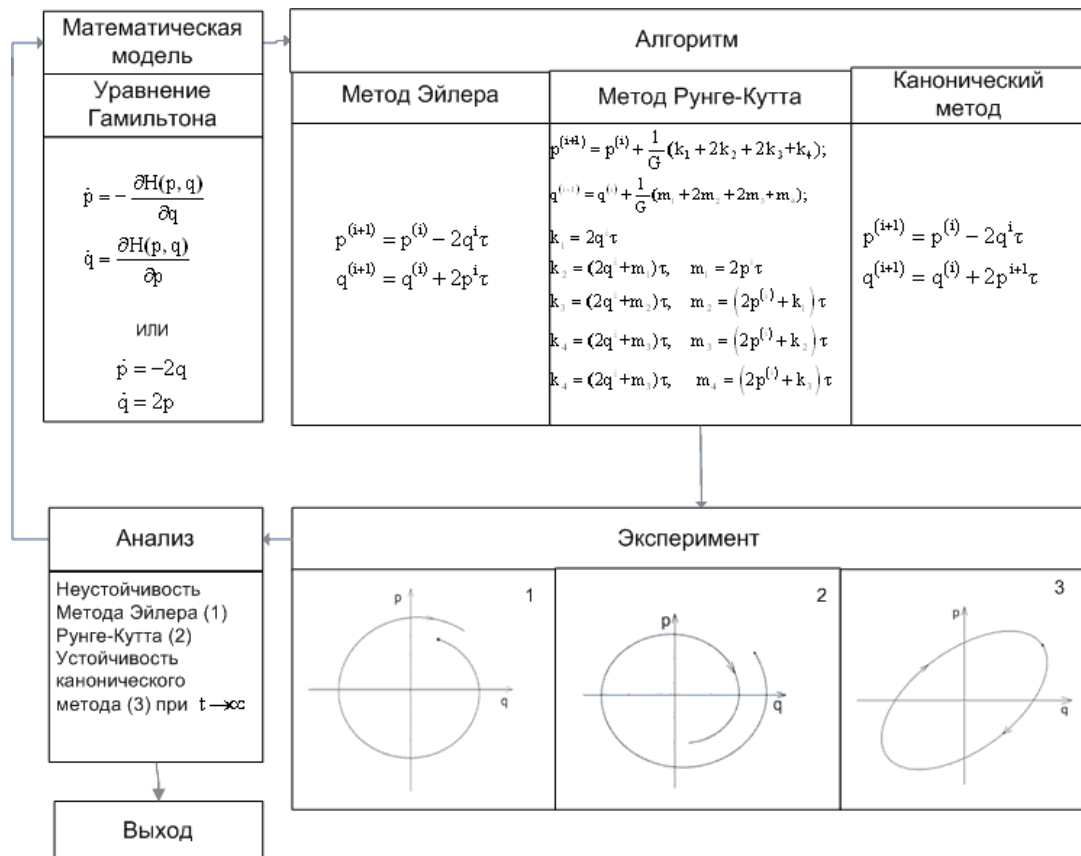 Математическая
модель
Уравнение
Гамильтона
ṗ = − ∂H(p, q) / ∂q
q̇ = ∂H(p, q) / ∂p
или
ṗ = −2q
q̇ = 2p
Алгоритм
Метод Эйлера
p^(i+1) = p^(i) − 2q^i τ
q^(i+1) = q^(i) + 2p^i τ
Метод Рунге-Кутта
p^(i+1) = p^(i) + 1/G (k₁ + 2k₂ + 2k₃ + k₄);
q^(i+1) = q^(i) + 1/G (m₁ + 2m₂ + 2m₃ + m₄);
k₁ = 2q^i τ
k₂ = (2q^i + m₁)τ, m₁ = 2p^i τ
k₃ = (2q^i + m₂)τ, m₂ = (2p^(i) + k₁)τ
k₄ = (2q^i + m₃)τ, m₃ = (2p^(i) + k₂)τ
k₄ = (2q^i + m₃)τ, m₄ = (2p^(i) + k₃)τ
Канонический
метод
p^(i+1) = p^(i) − 2q^i τ
q^(i+1) = q^(i) + 2p^i+1 τ
Эксперимент
1
p
q
2
p
q
3
p
q
Анализ
Неустойчивость
Метода Эйлера (1)
Рунге-Кутта (2)
Устойчивость
канонического
метода (3) при t→∞
Выход